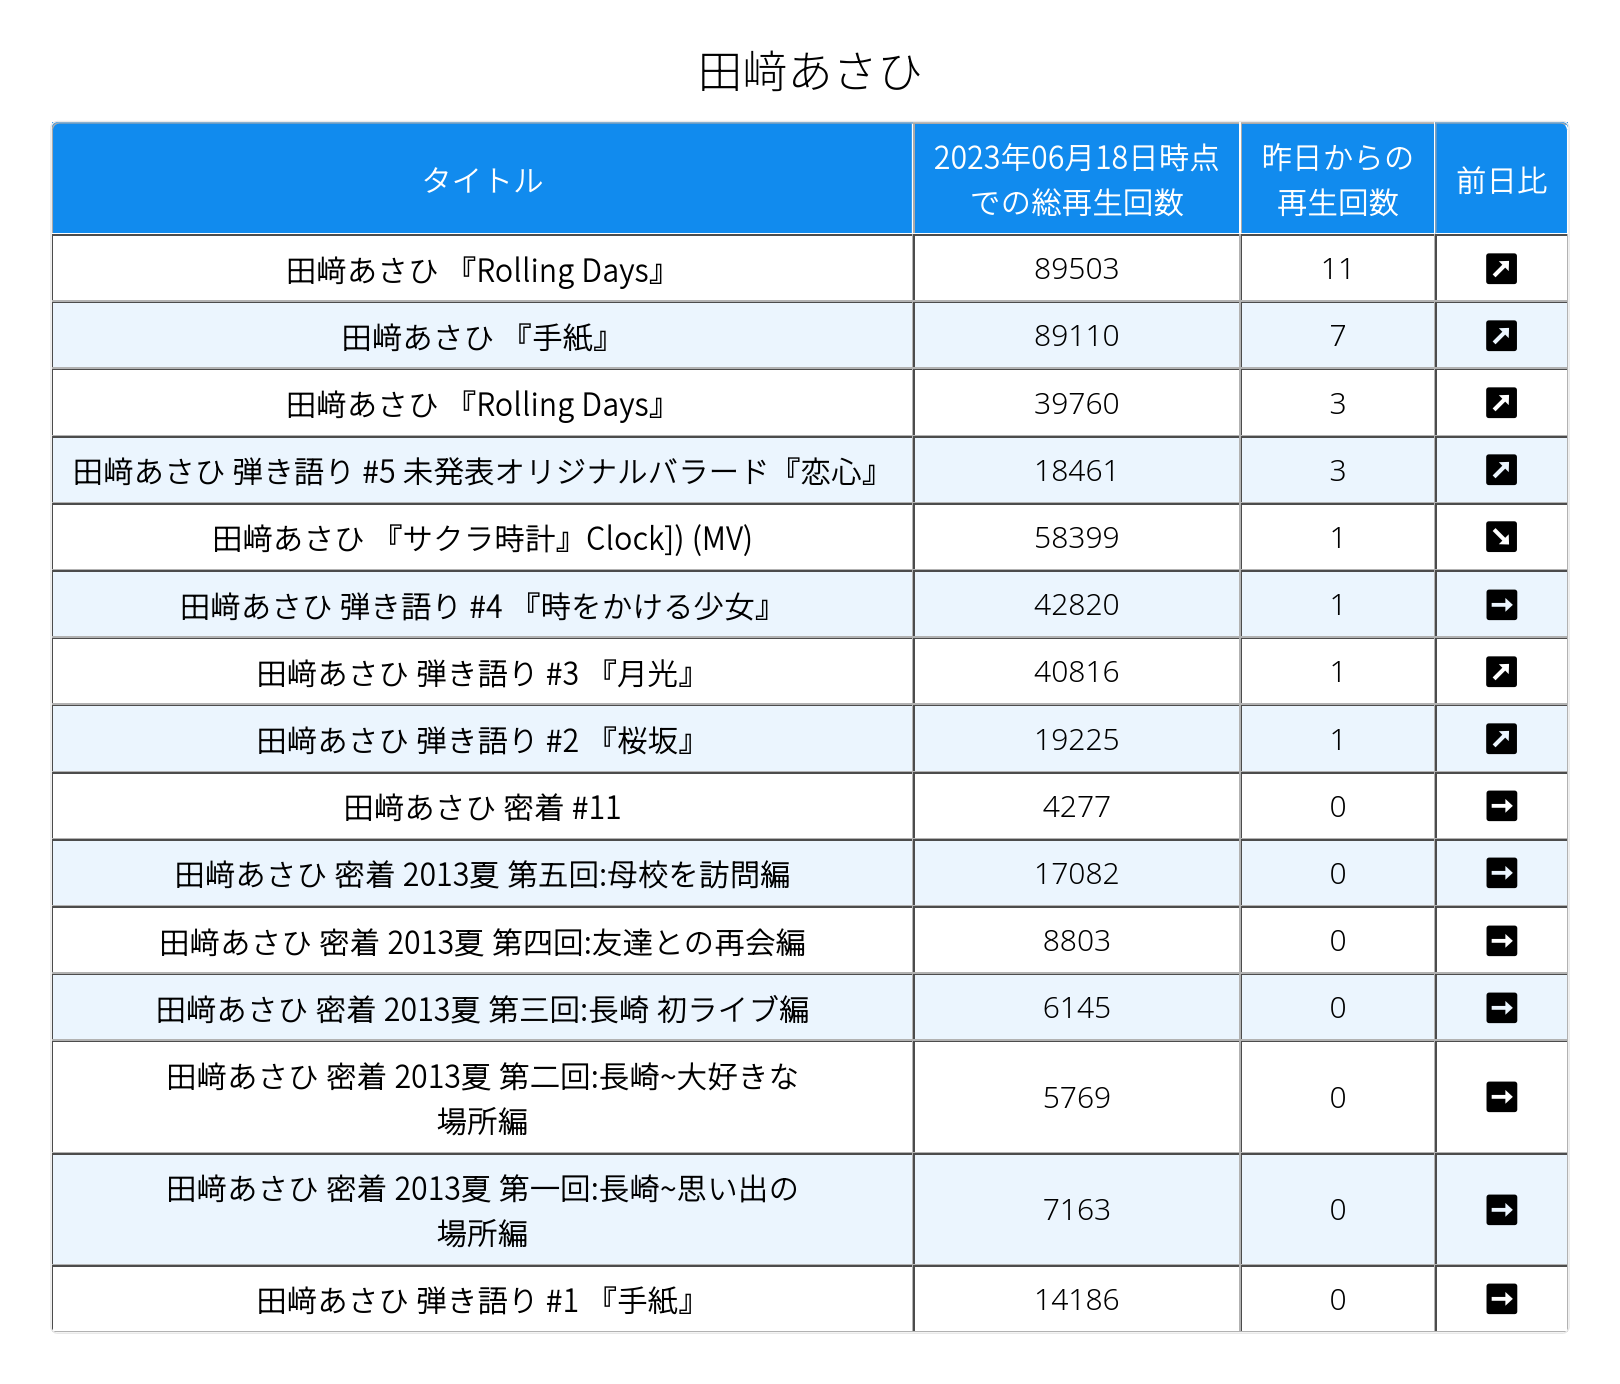 田﨑あさひ
タイトル
2023年06月18日時点
での総再生回数
昨日からの
再生回数
前日比
田﨑あさひ 『Rolling Days』 89503 11
田﨑あさひ 『手紙』 89110 7
田﨑あさひ 『Rolling Days』 39760 3
田﨑あさひ 弾き語り #5 未発表オリジナルバラード『恋心』 18461 3
田﨑あさひ 『サクラ時計』Clock]) (MV) 58399 1
田﨑あさひ 弾き語り #4 『時をかける少女』 42820 1
田﨑あさひ 弾き語り #3 『月光』 40816 1
田﨑あさひ 弾き語り #2 『桜坂』 19225 1
田﨑あさひ 密着 #11 4277 0
田﨑あさひ 密着 2013夏 第五回:母校を訪問編 17082 0
田﨑あさひ 密着 2013夏 第四回:友達との再会編 8803 0
田﨑あさひ 密着 2013夏 第三回:長崎 初ライブ編 6145 0
田﨑あさひ 密着 2013夏 第二回:長崎~大好きな
場所編 5769 0
田﨑あさひ 密着 2013夏 第一回:長崎~思い出の
場所編 7163 0
田﨑あさひ 弾き語り #1 『手紙』 14186 0